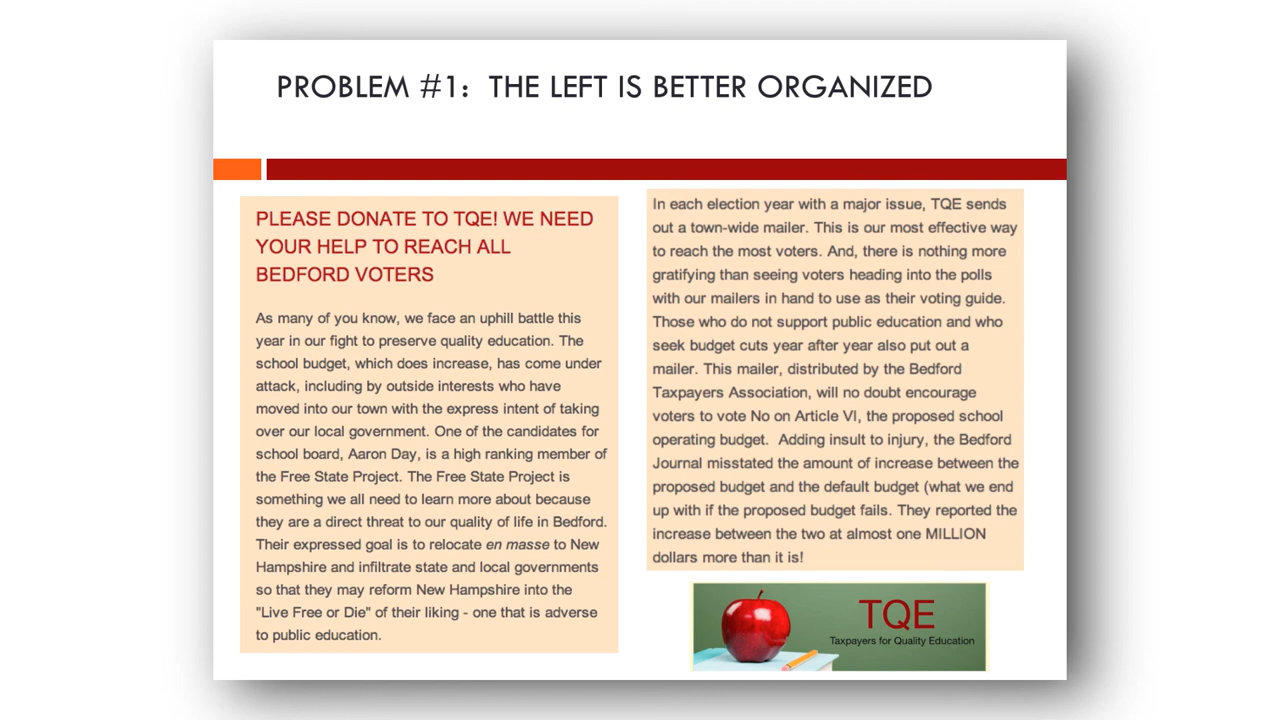 PROBLEM #1: THE LEFT IS BETTER ORGANIZED
PLEASE DONATE TO TQE! WE NEED
YOUR HELP TO REACH ALL
BEDFORD VOTERS
As many of you know, we face an uphill battle this
year in our fight to preserve quality education. The
school budget, which does increase, has come under
attack, including by outside interests who have
moved into our town with the express intent of taking
over our local government. One of the candidates for
school board, Aaron Day, is a high ranking member of
the Free State Project. The Free State Project is
something we all need to learn more about because
they are a direct threat to our quality of life in Bedford.
Their expressed goal is to relocate en masse to New
Hampshire and infiltrate state and local governments
so that they may reform New Hampshire into the
"Live Free or Die" of their liking - one that is adverse
to public education.
In each election year with a major issue, TQE sends
out a town-wide mailer. This is our most effective way
to reach the most voters. And, there is nothing more
gratifying than seeing voters heading into the polls
with our mailers in hand to use as their voting guide.
Those who do not support public education and who
seek budget cuts year after year also put out a
mailer. This mailer, distributed by the Bedford
Taxpayers Association, will no doubt encourage
voters to vote No on Article VI, the proposed school
operating budget. Adding insult to injury, the Bedford
Journal misstated the amount of increase between the
proposed budget and the default budget (what we end
up with if the proposed budget fails. They reported the
increase between the two at almost one MILLION
dollars more than it is!
TQE
Taxpayers for Quality Education